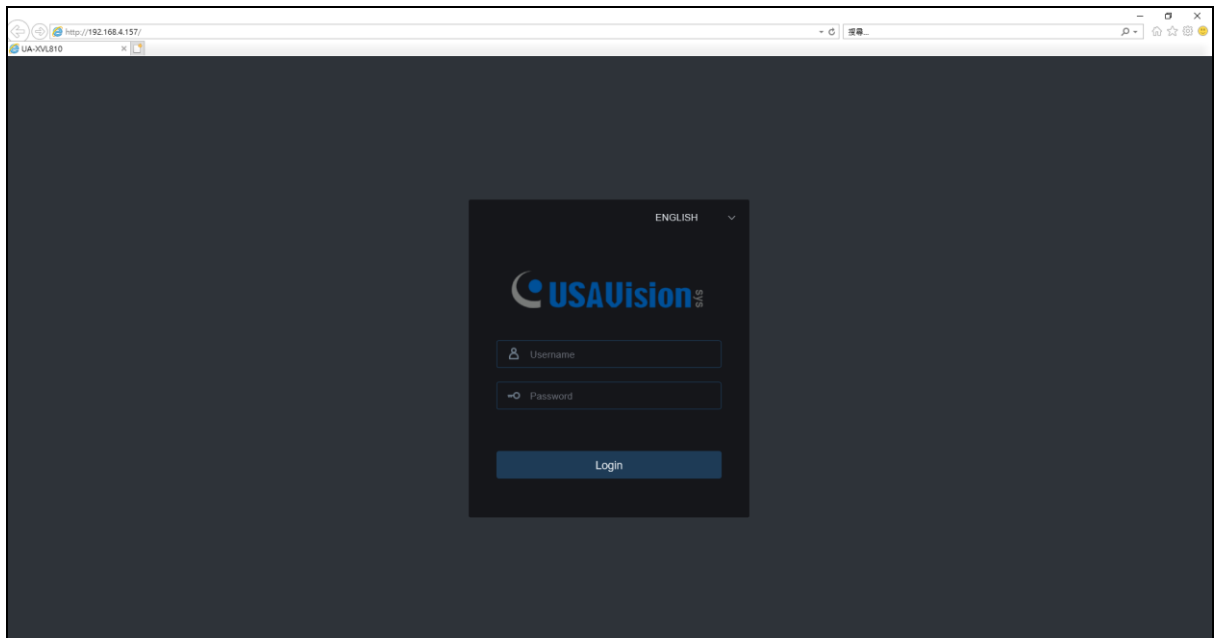 http://192.168.4.157/
搜尋...
UA-XVL810
ENGLISH
USAVision sys
Username
Password
Login